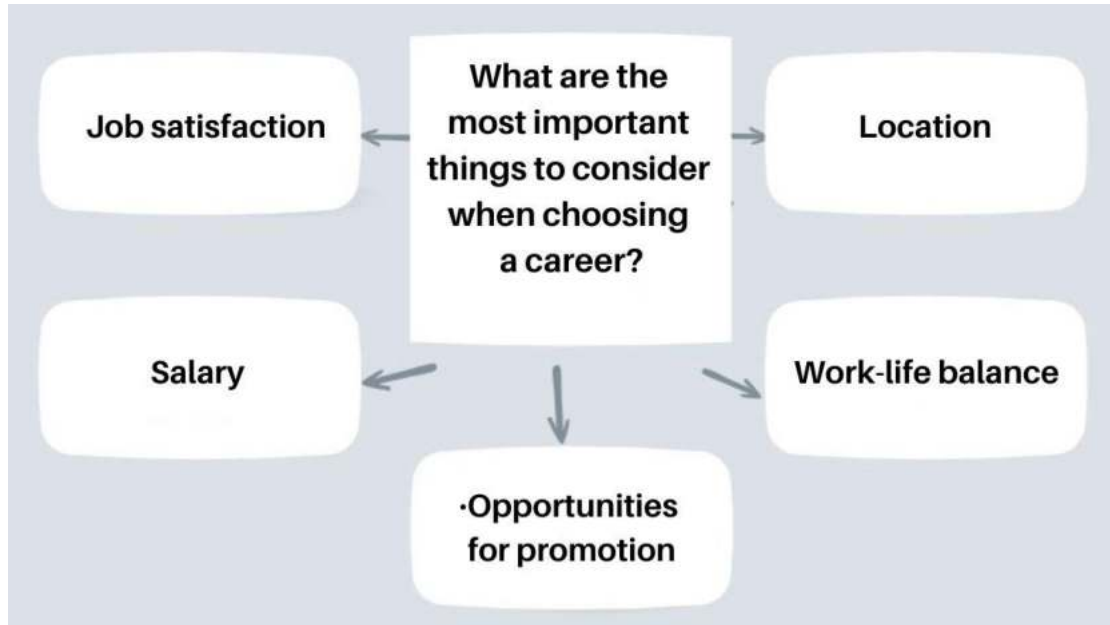 What are the
most important
things to consider
when choosing
a career?
Job satisfaction
Location
Salary
Work-life balance
·Opportunities
for promotion